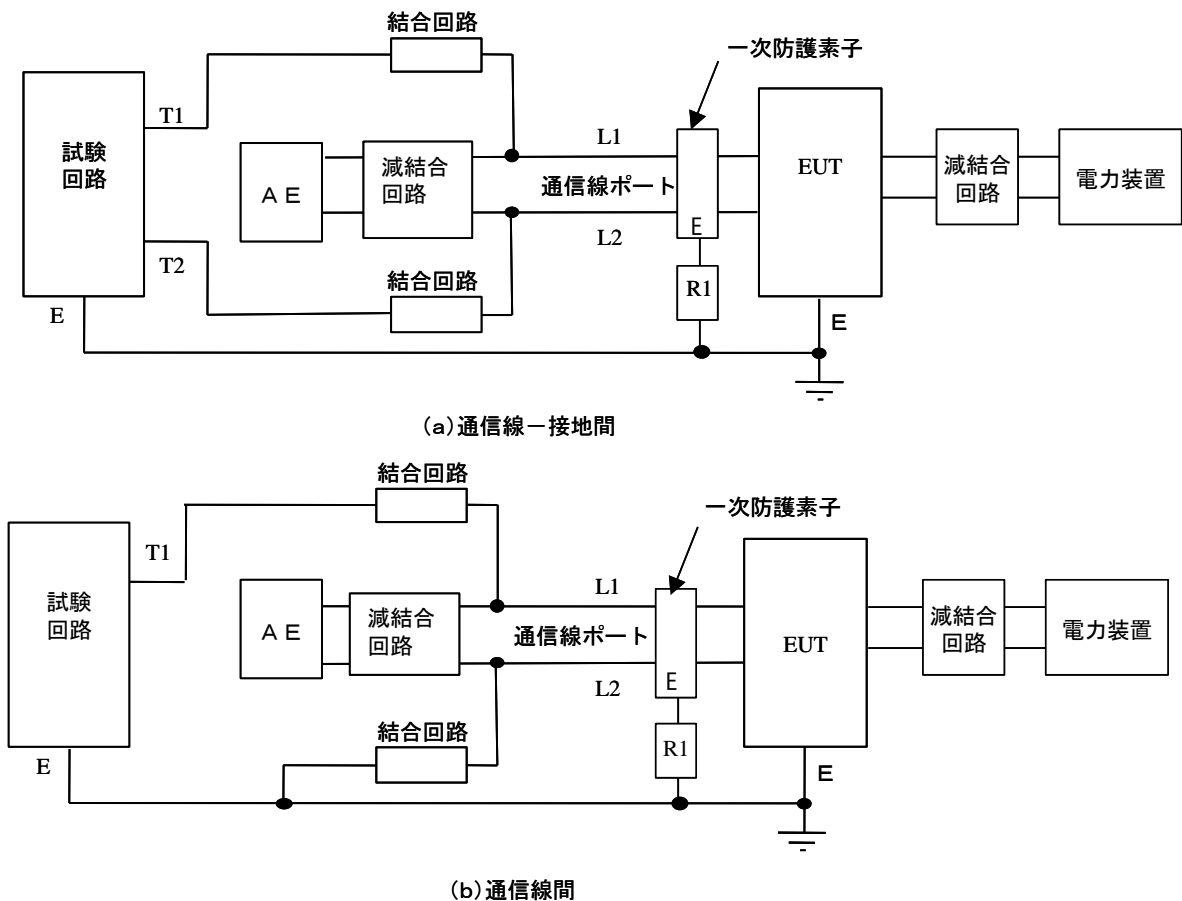 結合回路
一次防護素子
T1
試験
回路
AE
減結合
回路
L1
通信線ポート
L2
E
EUT
減結合
回路
電力装置
T2
結合回路
R1
E
E
(a)通信線－接地間
結合回路
一次防護素子
T1
試験
回路
AE
減結合
回路
L1
通信線ポート
L2
E
EUT
減結合
回路
電力装置
結合回路
R1
E
E
(b)通信線間